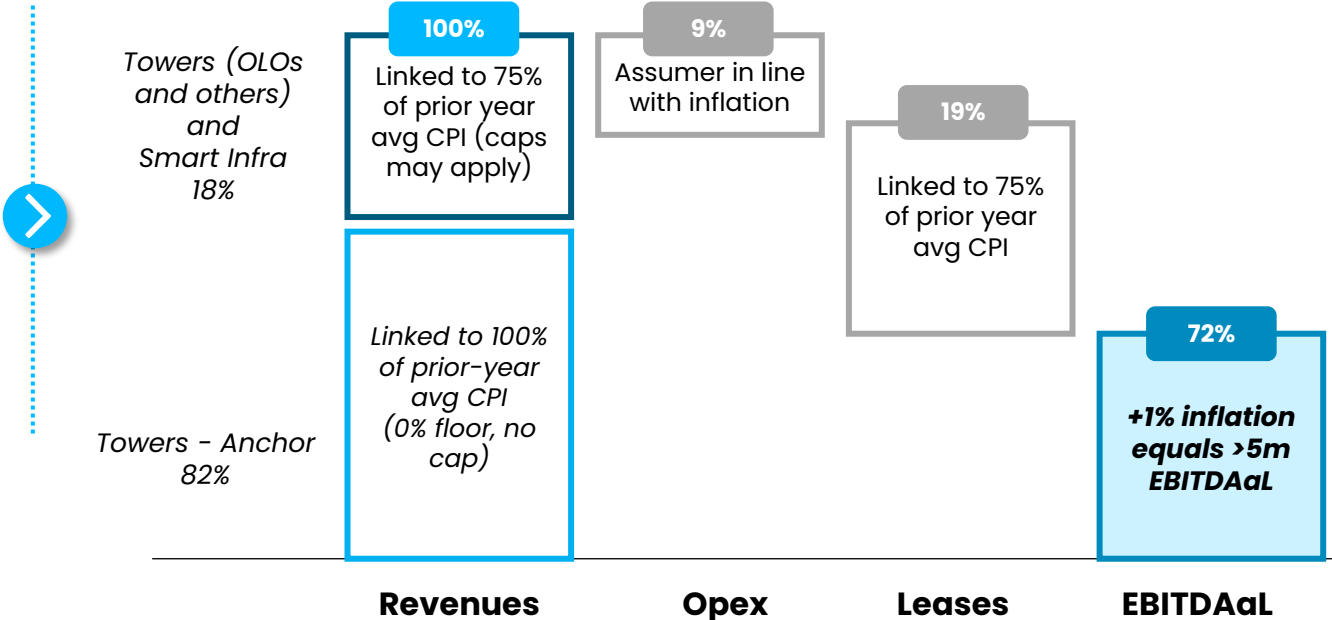 Towers (OLOs
and others)
and
Smart Infra
18%
Towers - Anchor
82%
100%
Linked to 75%
of prior year
avg CPI (caps
may apply)
Linked to 100%
of prior-year
avg CPI
(0% floor, no
cap)
9%
Assumer in line
with inflation
19%
Linked to 75%
of prior year
avg CPI
72%
+1% inflation
equals >5m
EBITDAaL
Revenues
Opex
Leases
EBITDAaL